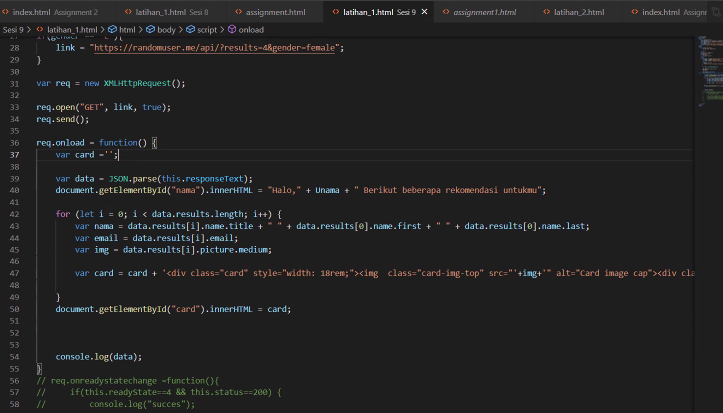 index.html Assignment 2 latihan_1.html Sesi 8 assignment.html latihan_1.html Sesi 9 assignment1.html latihan_2.html index.html Assignm
Sesi 9 > latihan_1.html > html > body > script > onload
28 link = "https://randomuser.me/api/?results=4&gender=female";
29 }
30
31 var req = new XMLHttpRequest();
32
33 req.open("GET", link, true);
34 req.send();
35
36 req.onload = function() {
37 var card ='';
38
39 var data = JSON.parse(this.responseText);
40 document.getElementById("nama").innerHTML = "Halo," + Unama + " Berikut beberapa rekomendasi untukmu";
41
42 for (let i = 0; i < data.results.length; i++) {
43 var nama = data.results[i].name.title + " " + data.results[0].name.first + " " + data.results[0].name.last;
44 var email = data.results[i].email;
45 var img = data.results[i].picture.medium;
46
47 var card = card + '<div class="card" style="width: 18rem;"><img class="card-img-top" src="'+img+'" alt="Card image cap"><div cla
48
49 }
50 document.getElementById("card").innerHTML = card;
51
52
53
54 console.log(data);
55 }
56 // req.onreadystatechange =function(){
57 // if(this.readyState==4 && this.status==200) {
58 // console.log("succes");